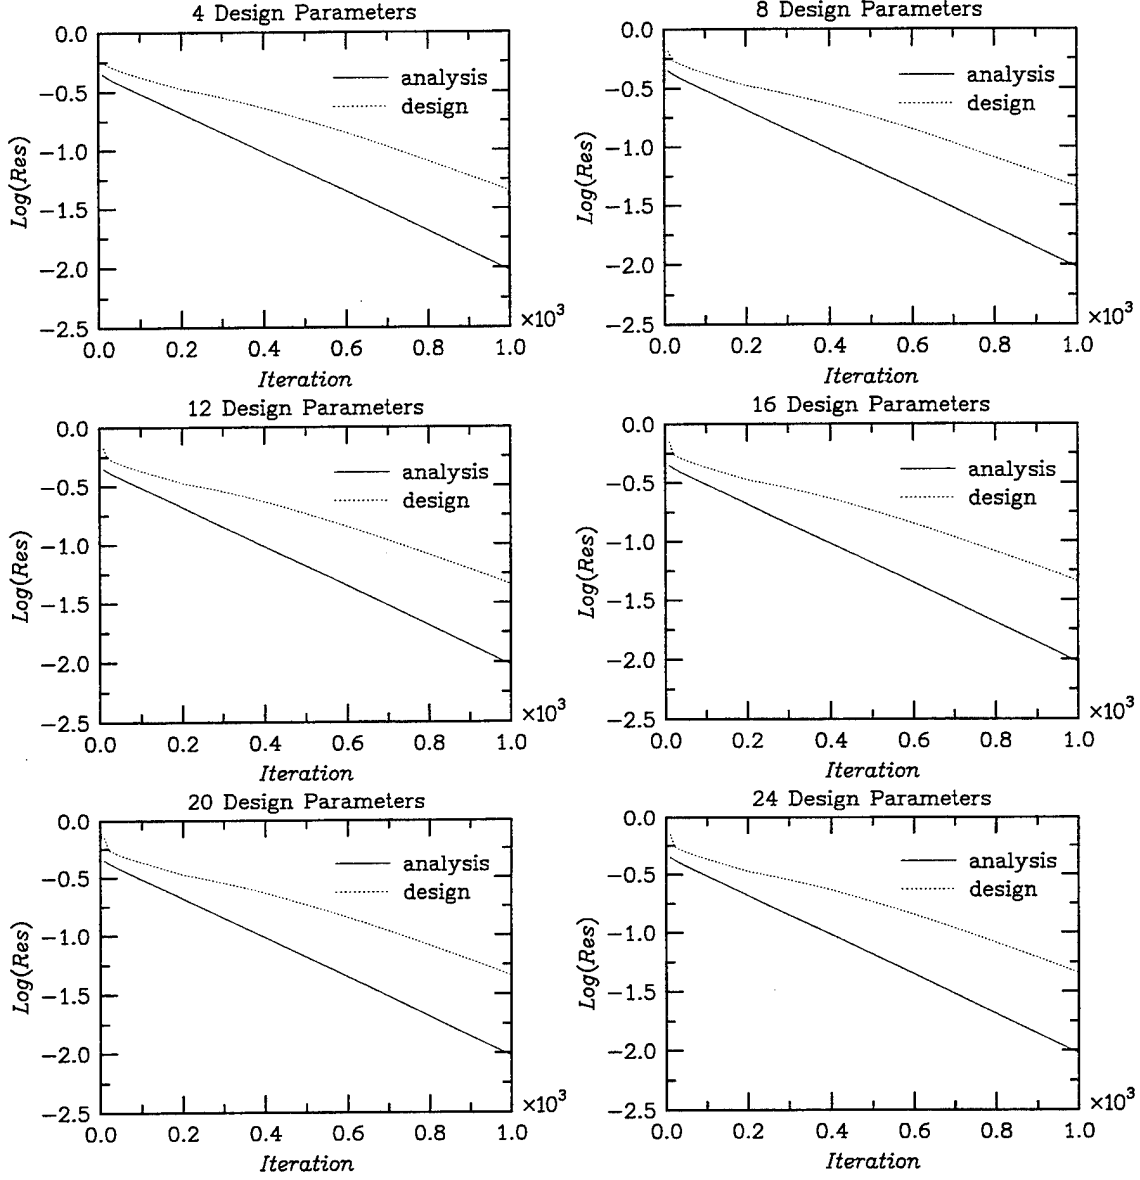 4 Design Parameters
0.0
−0.5
−1.0
−1.5
−2.0
−2.5
Log(Res)
analysis
design
0.0 0.2 0.4 0.6 0.8 1.0
×10³
Iteration
8 Design Parameters
0.0
−0.5
−1.0
−1.5
−2.0
−2.5
Log(Res)
analysis
design
0.0 0.2 0.4 0.6 0.8 1.0
×10³
Iteration
12 Design Parameters
0.0
−0.5
−1.0
−1.5
−2.0
−2.5
Log(Res)
analysis
design
0.0 0.2 0.4 0.6 0.8 1.0
×10³
Iteration
16 Design Parameters
0.0
−0.5
−1.0
−1.5
−2.0
−2.5
Log(Res)
analysis
design
0.0 0.2 0.4 0.6 0.8 1.0
×10³
Iteration
20 Design Parameters
0.0
−0.5
−1.0
−1.5
−2.0
−2.5
Log(Res)
analysis
design
0.0 0.2 0.4 0.6 0.8 1.0
×10³
Iteration
24 Design Parameters
0.0
−0.5
−1.0
−1.5
−2.0
−2.5
Log(Res)
analysis
design
0.0 0.2 0.4 0.6 0.8 1.0
×10³
Iteration